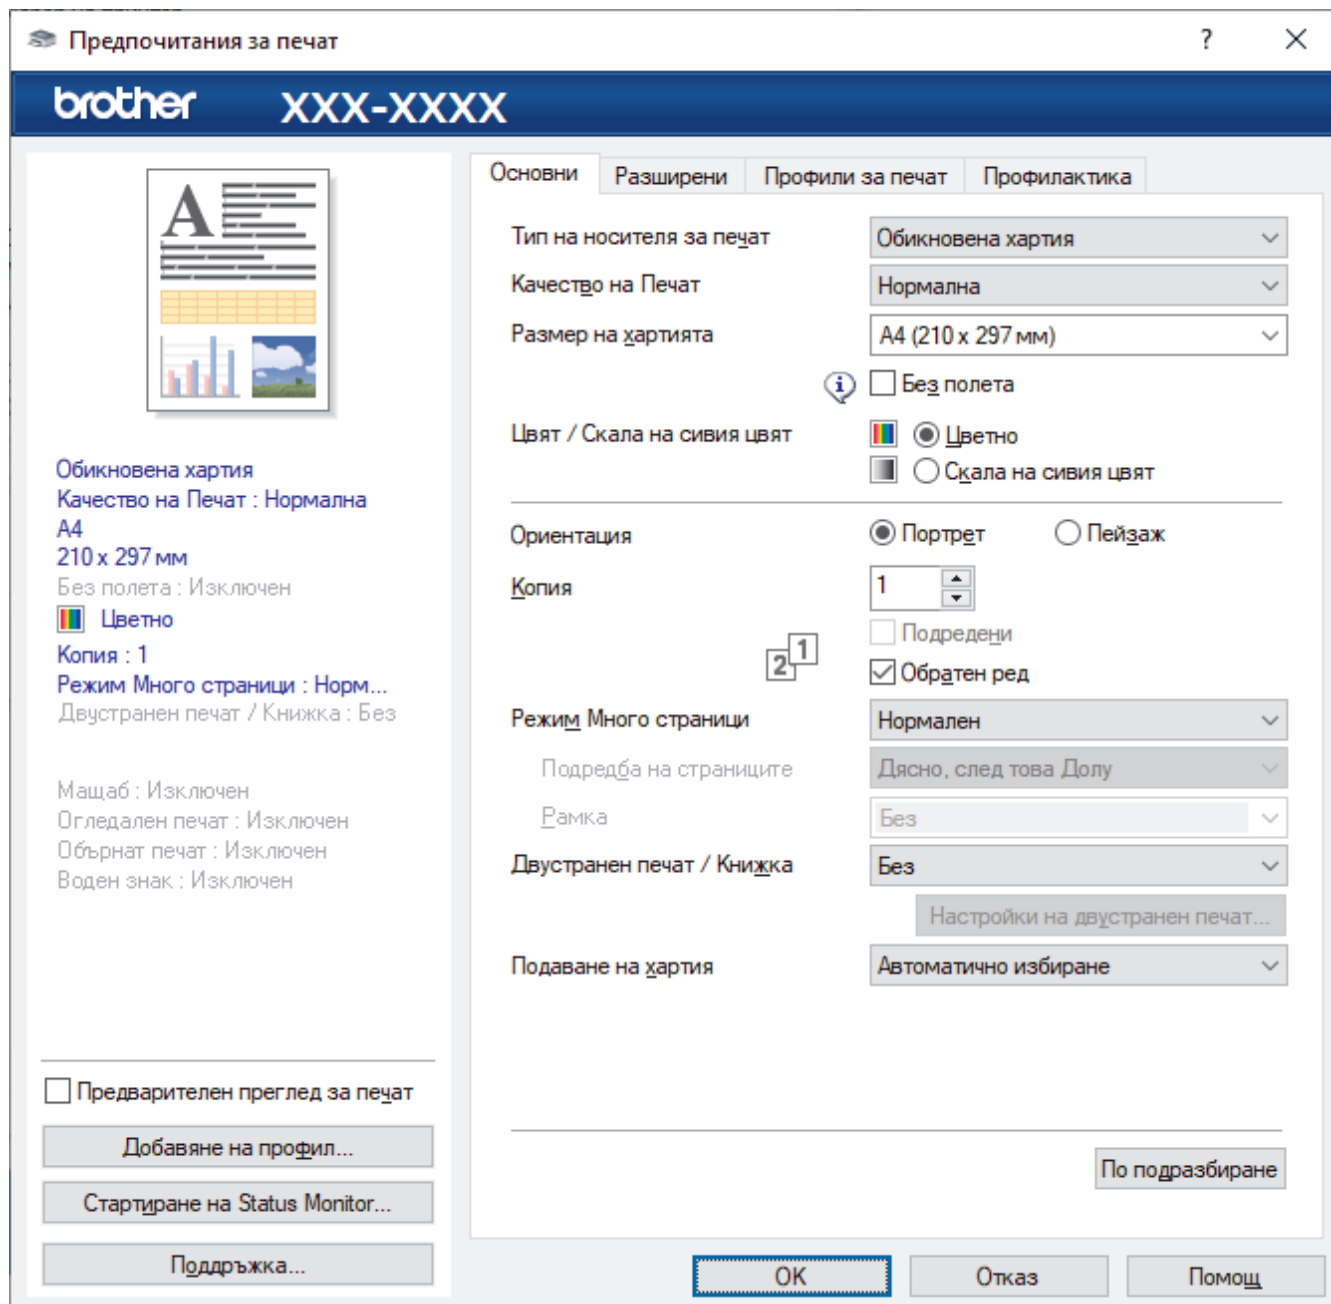 Предпочитания за печат
?
brother XXX-XXXX
A
Обикновена хартия
Качество на Печат : Нормална
A4
210 x 297 мм
Без полета : Изключен
Цветно
Копия : 1
Режим Много страници : Норм...
Двустранен печат / Книжка : Без
Мащаб : Изключен
Огледален печат : Изключен
Обърнат печат : Изключен
Воден знак : Изключен
Предварителен преглед за печат
Добавяне на профил...
Стартиране на Status Monitor...
Поддръжка...
Основни Разширени Профили за печат Профилактика
Тип на носителя за печат Обикновена хартия
Качество на Печат Нормална
Размер на хартията A4 (210 x 297 мм)
i Без полета
Цвят / Скала на сивия цвят Цветно
Скала на сивия цвят
Ориентация Портрет Пейзаж
Копия 1
Подредени
2 1
Обратен ред
Режим Много страници Нормален
Подредба на страниците Дясно, след това Долу
Рамка Без
Двустранен печат / Книжка Без
Настройки на двустранен печат...
Подаване на хартия Автоматично избиране
По подразбиране
OK Отказ Помощ